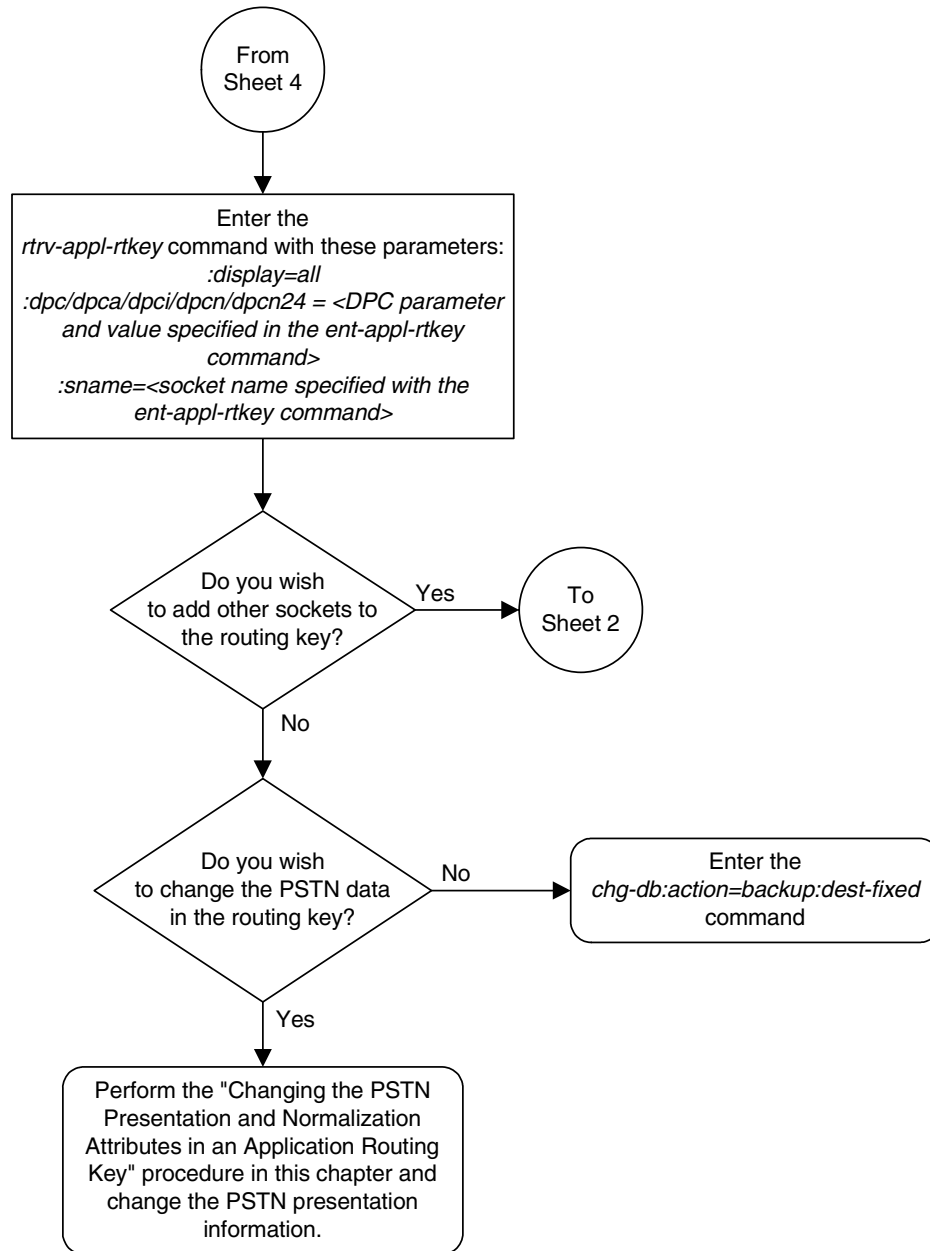 From
Sheet 4
Enter the
rtrv-appl-rtkey command with these parameters:
:display=all
:dpc/dpca/dpci/dpcn/dpcn24 = <DPC parameter
and value specified in the ent-appl-rtkey
command>
:sname=<socket name specified with the
ent-appl-rtkey command>
Do you wish
to add other sockets to
the routing key?
Yes
To
Sheet 2
No
Do you wish
to change the PSTN data
in the routing key?
No
Enter the
chg-db:action=backup:dest-fixed
command
Yes
Perform the "Changing the PSTN
Presentation and Normalization
Attributes in an Application Routing
Key" procedure in this chapter and
change the PSTN presentation
information.